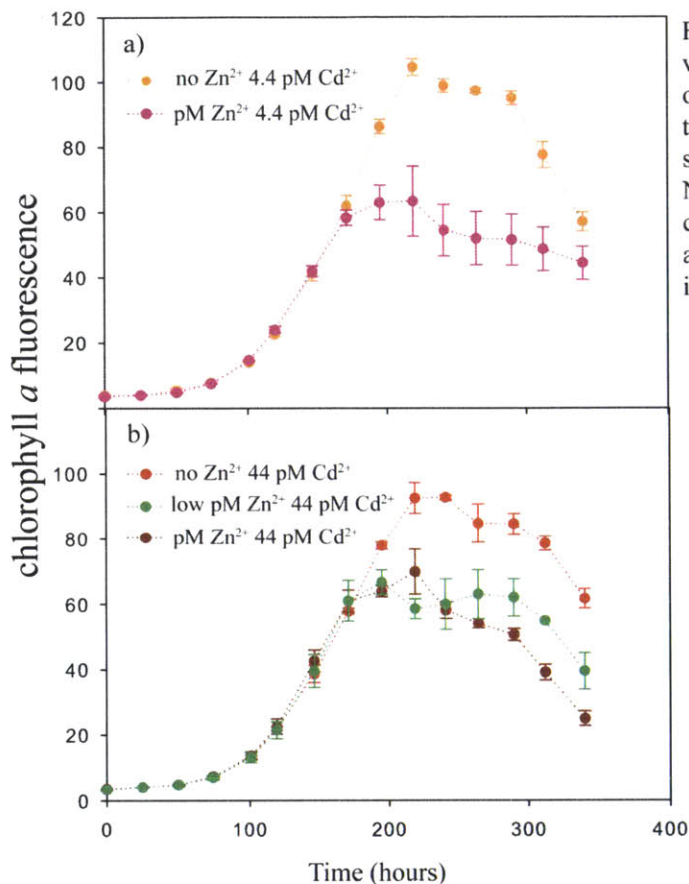 120
100
80
60
40
20
a)
no Zn²⁺ 4.4 pM Cd²⁺
pM Zn²⁺ 4.4 pM Cd²⁺
chlorophyll a fluorescence
100
80
60
40
20
0
b)
no Zn²⁺ 44 pM Cd²⁺
low pM Zn²⁺ 44 pM Cd²⁺
pM Zn²⁺ 44 pM Cd²⁺
0
100
200
300
400
Time (hours)